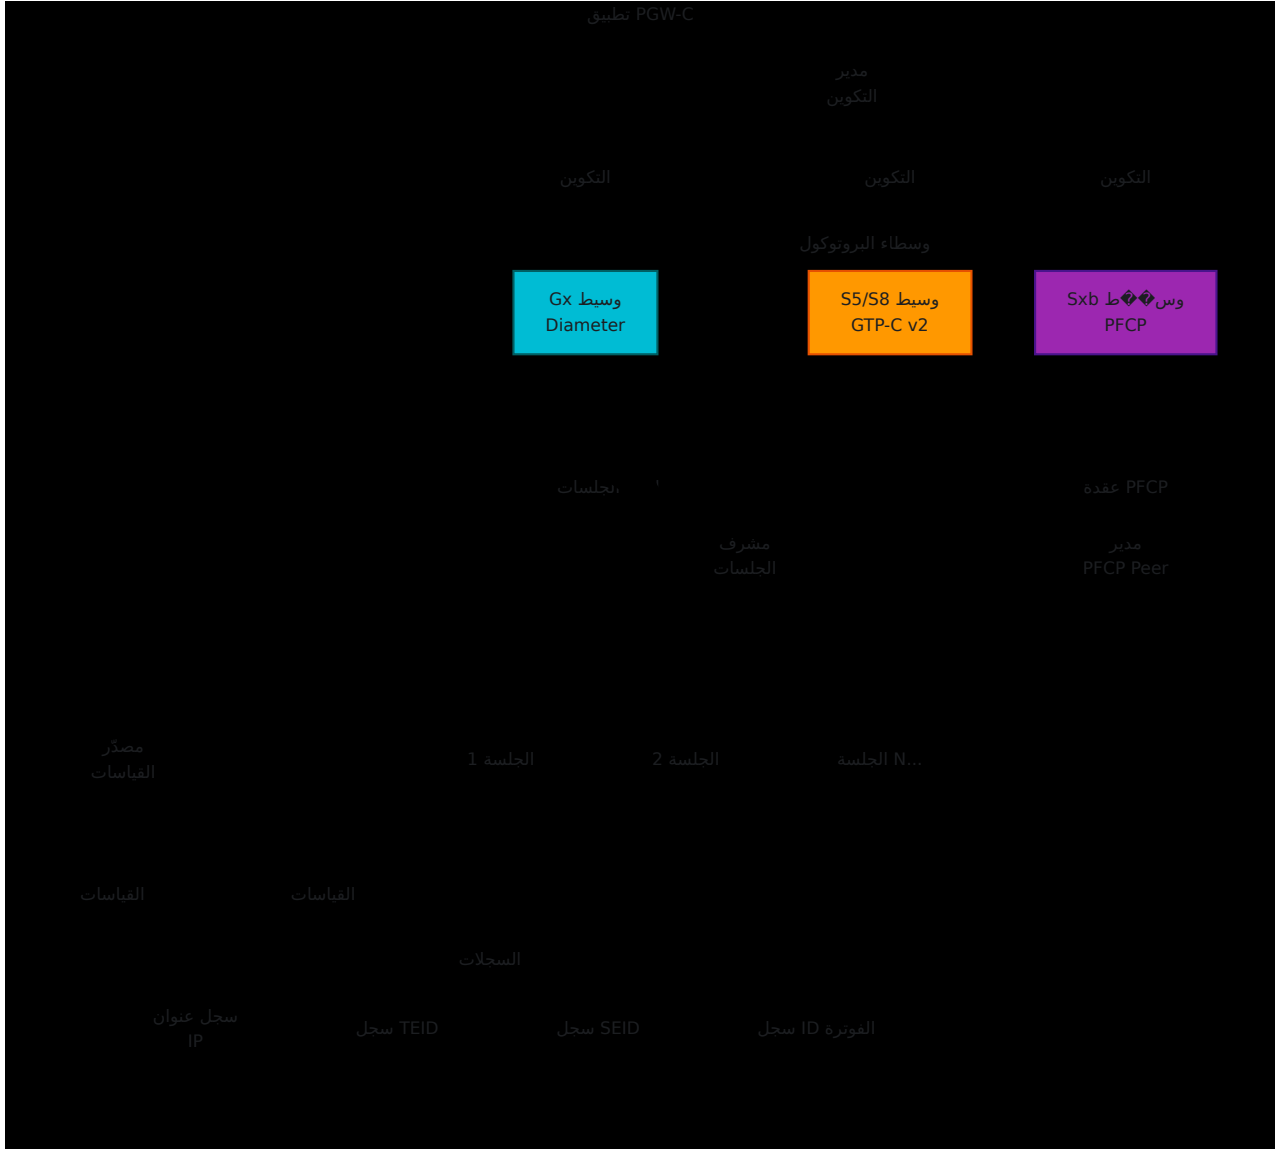 تطبيق PGW-C
مدير
التكوين
التكوين
التكوين
التكوين
وسطاء البروتوكول
وسيط Gx
Diameter
وسيط S5/S8
GTP-C v2
Sxb
PFCP
عقدة PFCP
مشرف
الجلسات
مدير
PFCP Peer
مصدّر
القياسات
الجلسة 1
الجلسة 2
الجلسة N...
القياسات
القياسات
السجلات
سجل عنوان
IP
سجل TEID
سجل SEID
سجل ID الفوترة